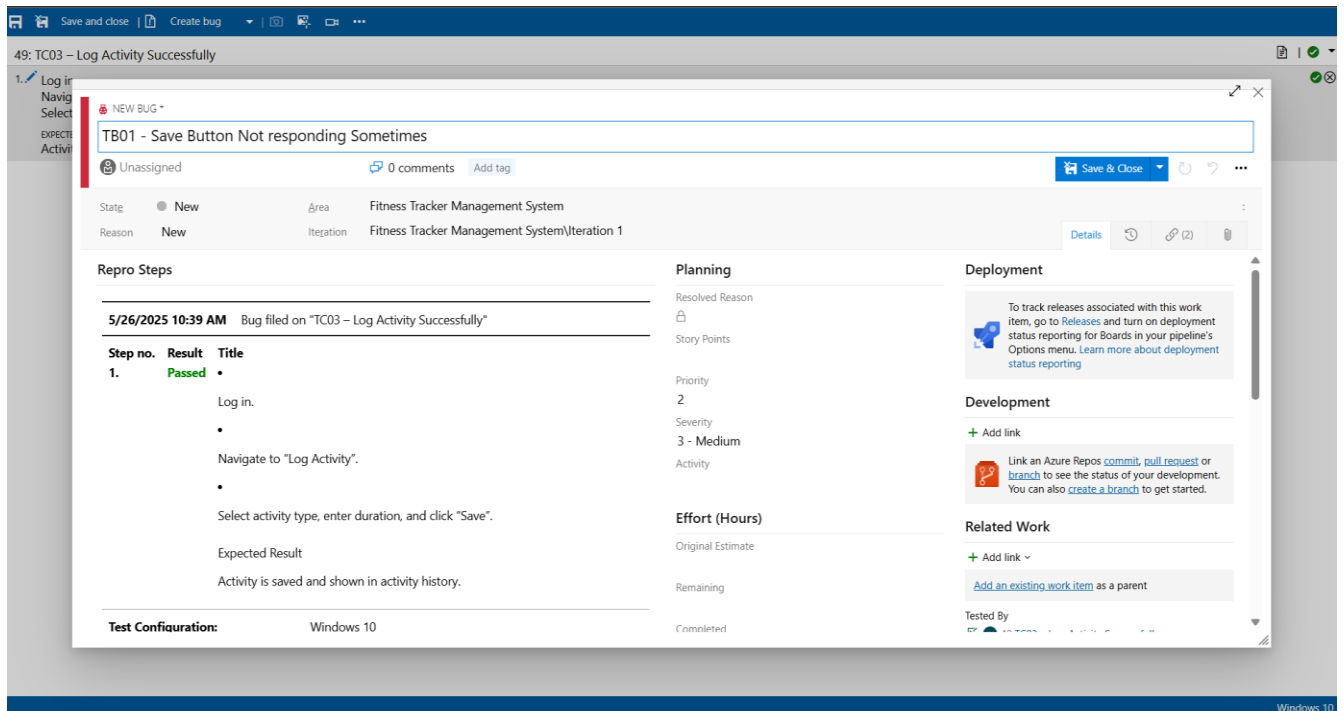 Save and close
Create bug
49: TC03 – Log Activity Successfully
1.
Log in
Navig
Select
EXPECTE
Activi
NEW BUG *
TB01 - Save Button Not responding Sometimes
Unassigned
0 comments
Add tag
Save & Close
State
New
Area
Fitness Tracker Management System
Reason
New
Iteration
Fitness Tracker Management System\Iteration 1
Details
(2)
Repro Steps
5/26/2025 10:39 AM Bug filed on "TC03 – Log Activity Successfully"
Step no. Result Title
1. Passed •
Log in.
•
Navigate to “Log Activity”.
•
Select activity type, enter duration, and click “Save”.
Expected Result
Activity is saved and shown in activity history.
Test Configuration: Windows 10
Planning
Resolved Reason
Story Points
Priority
2
Severity
3 - Medium
Activity
Effort (Hours)
Original Estimate
Remaining
Completed
Deployment
To track releases associated with this work
item, go to Releases and turn on deployment
status reporting for Boards in your pipeline's
Options menu. Learn more about deployment
status reporting
Development
+ Add link
Link an Azure Repos commit, pull request or
branch to see the status of your development.
You can also create a branch to get started.
Related Work
+ Add link
Add an existing work item as a parent
Tested By
Windows 10